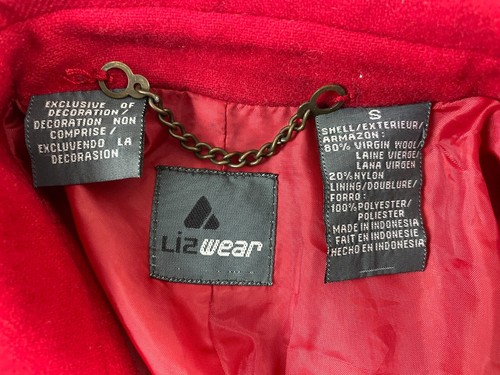 EXCLUSIVE OF
DECORATION/
DECORATION NON
COMPRISE/
EXCLUYENDO LA
DECORASION
Lizwear
S
SHELL/EXTERIEUR/
ARMAZON:
80% VIRGIN WOOL/
LAINE VIERGE/
LANA VIRGEN
20% NYLON
LINING/DOUBLURE/
FORRO:
100% POLYESTER/
POLIESTER
MADE IN INDONESIA
FAIT EN INDONESIE
HECHO EN INDONESIA